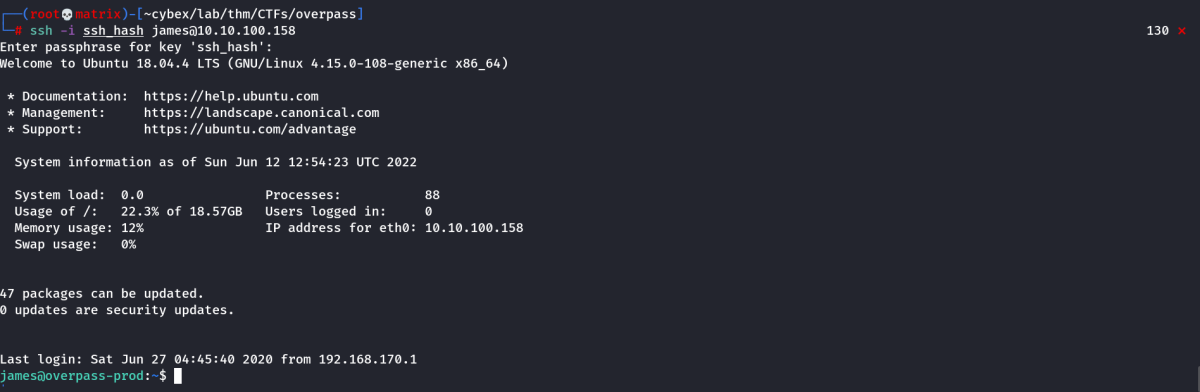 ┌──(root💀matrix)-[~cybex/lab/thm/CTFs/overpass]
└─# ssh -i ssh_hash james@10.10.100.158 130 ⨯
Enter passphrase for key 'ssh_hash':
Welcome to Ubuntu 18.04.4 LTS (GNU/Linux 4.15.0-108-generic x86_64)
* Documentation: https://help.ubuntu.com
* Management: https://landscape.canonical.com
* Support: https://ubuntu.com/advantage
System information as of Sun Jun 12 12:54:23 UTC 2022
System load: 0.0 Processes: 88
Usage of /: 22.3% of 18.57GB Users logged in: 0
Memory usage: 12% IP address for eth0: 10.10.100.158
Swap usage: 0%
47 packages can be updated.
0 updates are security updates.
Last login: Sat Jun 27 04:45:40 2020 from 192.168.170.1
james@overpass-prod:~$